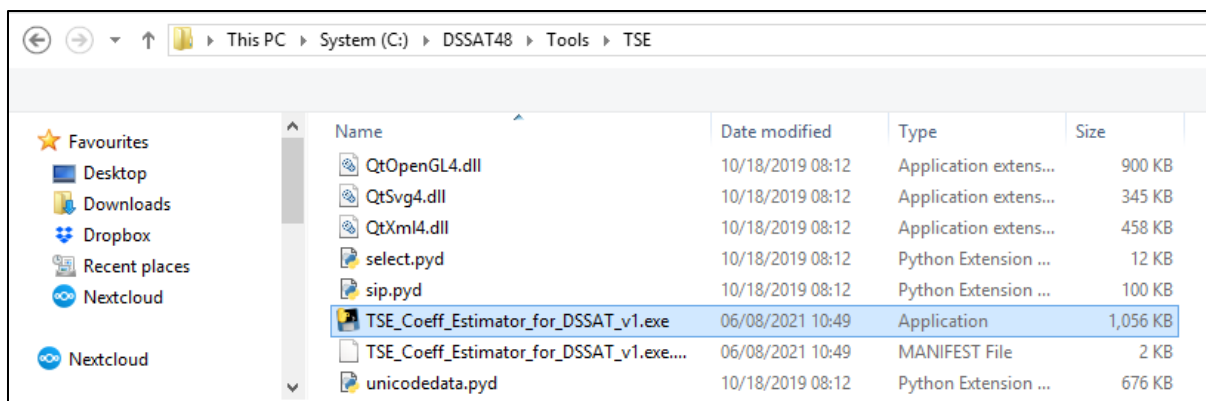 This PC System (C:) DSSAT48 Tools TSE
Favourites
Desktop
Downloads
Dropbox
Recent places
Nextcloud
Nextcloud
Name Date modified Type Size
QtOpenGL4.dll 10/18/2019 08:12 Application extens... 900 KB
QtSvg4.dll 10/18/2019 08:12 Application extens... 345 KB
QtXml4.dll 10/18/2019 08:12 Application extens... 458 KB
select.pyd 10/18/2019 08:12 Python Extension ... 12 KB
sip.pyd 10/18/2019 08:12 Python Extension ... 100 KB
TSE_Coeff_Estimator_for_DSSAT_v1.exe 06/08/2021 10:49 Application 1,056 KB
TSE_Coeff_Estimator_for_DSSAT_v1.exe.... 06/08/2021 10:49 MANIFEST File 2 KB
unicodedata.pyd 10/18/2019 08:12 Python Extension ... 676 KB